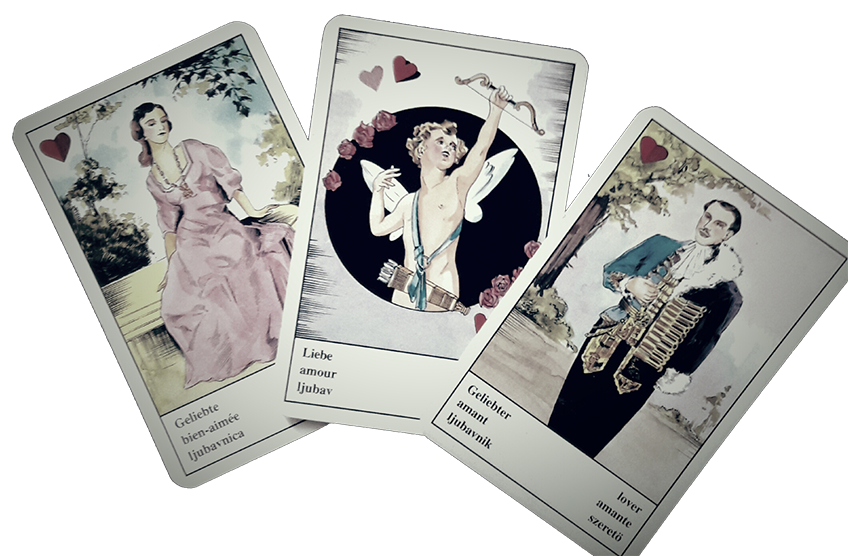 Geliebte
bien-aimée
ljubavnica
Liebe
amour
ljubav
Geliebter
amant
ljubavnik
lover
amante
szerető